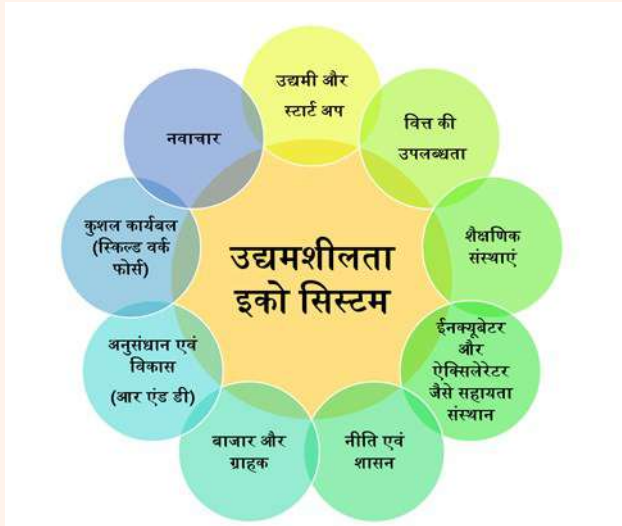 उद्यमी और
स्टार्ट अप
वित्त की
उपलब्धता
शैक्षणिक
संस्थाएं
ईनक्यूबेटर
और
ऐक्सिलेरेटर
जैसे सहायता
संस्थान
नीति एवं
शासन
बाजार और
ग्राहक
अनुसंधान एवं
विकास
(आर एंड डी)
कुशल कार्यबल
(स्किल्ड वर्क
फोर्स)
नवाचार
उद्यमशीलता
इको सिस्टम